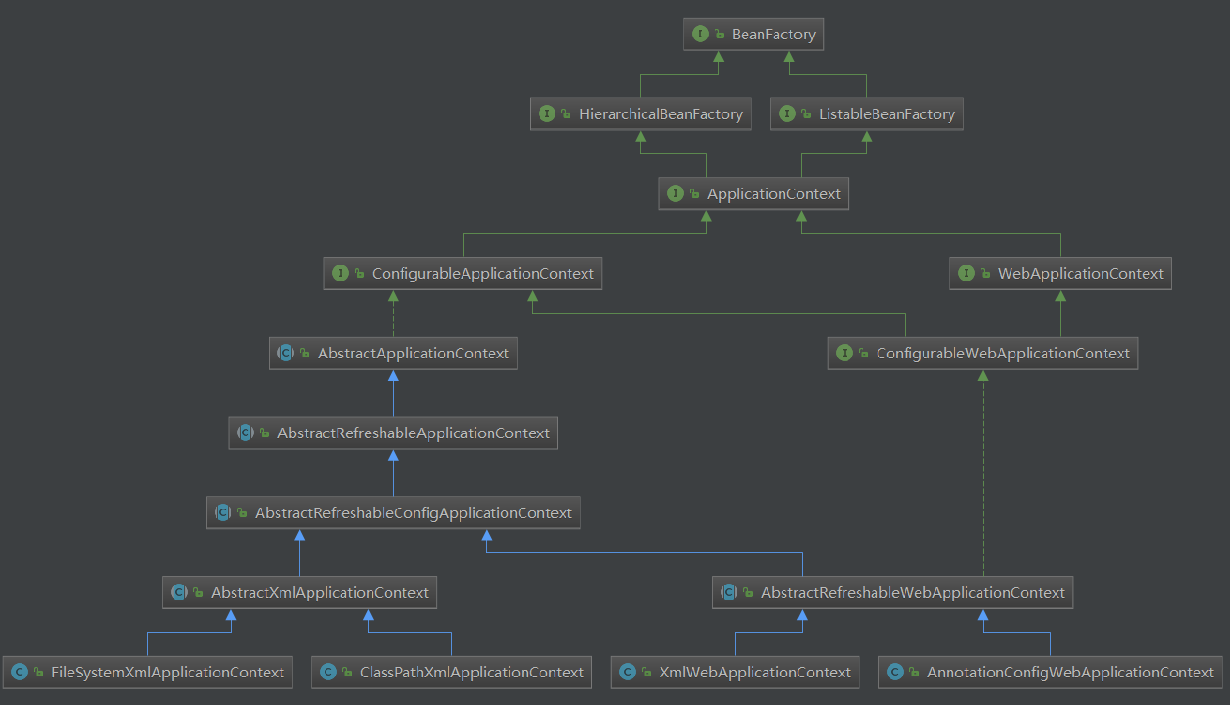 BeanFactory
HierarchicalBeanFactory
ListableBeanFactory
ApplicationContext
ConfigurableApplicationContext
WebApplicationContext
AbstractApplicationContext
ConfigurableWebApplicationContext
AbstractRefreshableApplicationContext
AbstractRefreshableConfigApplicationContext
AbstractXmlApplicationContext
AbstractRefreshableWebApplicationContext
FileSystemXmlApplicationContext
ClassPathXmlApplicationContext
XmlWebApplicationContext
AnnotationConfigWebApplicationContext